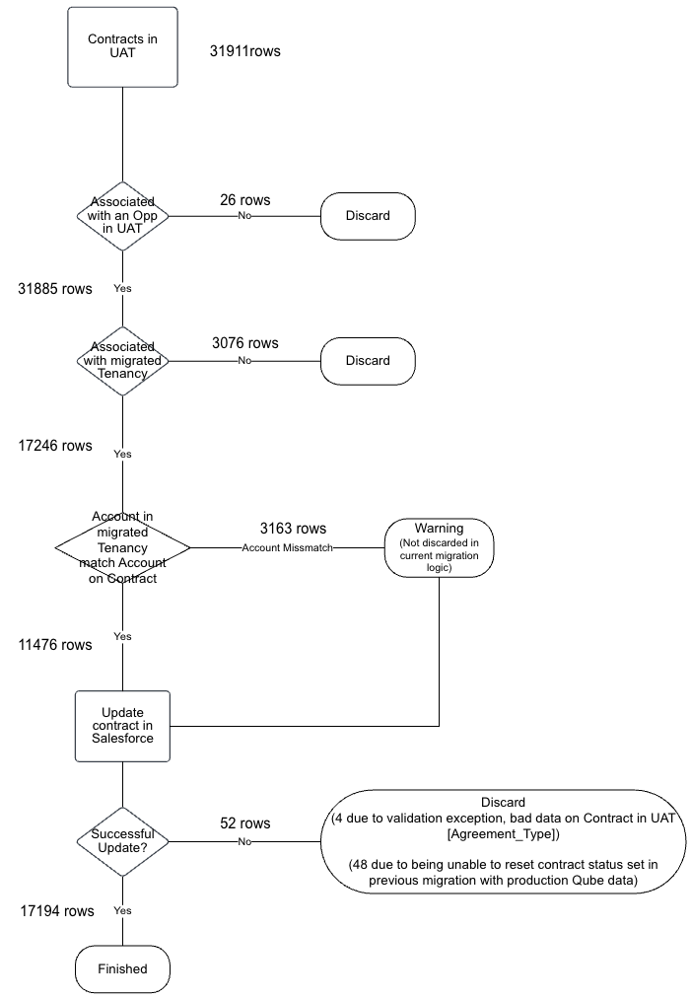 Contracts in
UAT
31911rows
Associated
with an Opp
in UAT
26 rows
No
Discard
31885 rows
Yes
Associated
with migrated
Tenancy
3076 rows
No
Discard
17246 rows
Yes
Account in
migrated
Tenancy
match Account
on Contract
3163 rows
Account Missmatch
Warning
(Not discarded in
current migration
logic)
Yes
11476 rows
Update
contract in
Salesforce
Successful
Update?
52 rows
No
Discard
(4 due to validation exception, bad data on Contract in UAT
[Agreement_Type])
(48 due to being unable to reset contract status set in
previous migration with production Qube data)
17194 rows
Yes
Finished